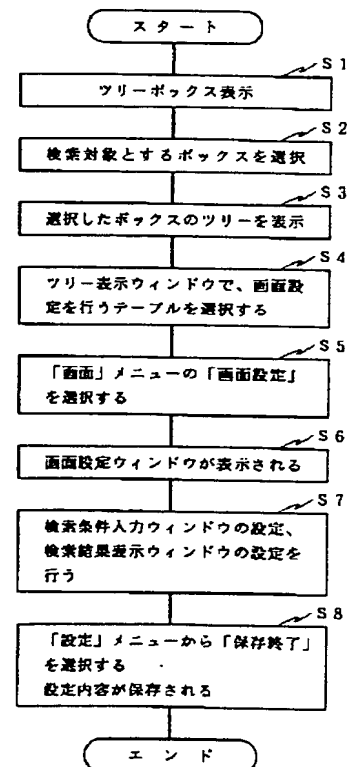 スタート
S1
ツリーボックス表示
S2
検索対象とするボックスを選択
S3
選択したボックスのツリーを表示
S4
ツリー表示ウィンドウで、画面設
定を行うテーブルを選択する
S5
「画面」メニューの「画面設定」
を選択する
S6
画面設定ウィンドウが表示される
S7
検索条件入力ウィンドウの設定、
検索結果表示ウィンドウの設定を
行う
S8
「設定」メニューから「保存終了」
を選択する
設定内容が保存される
エンド